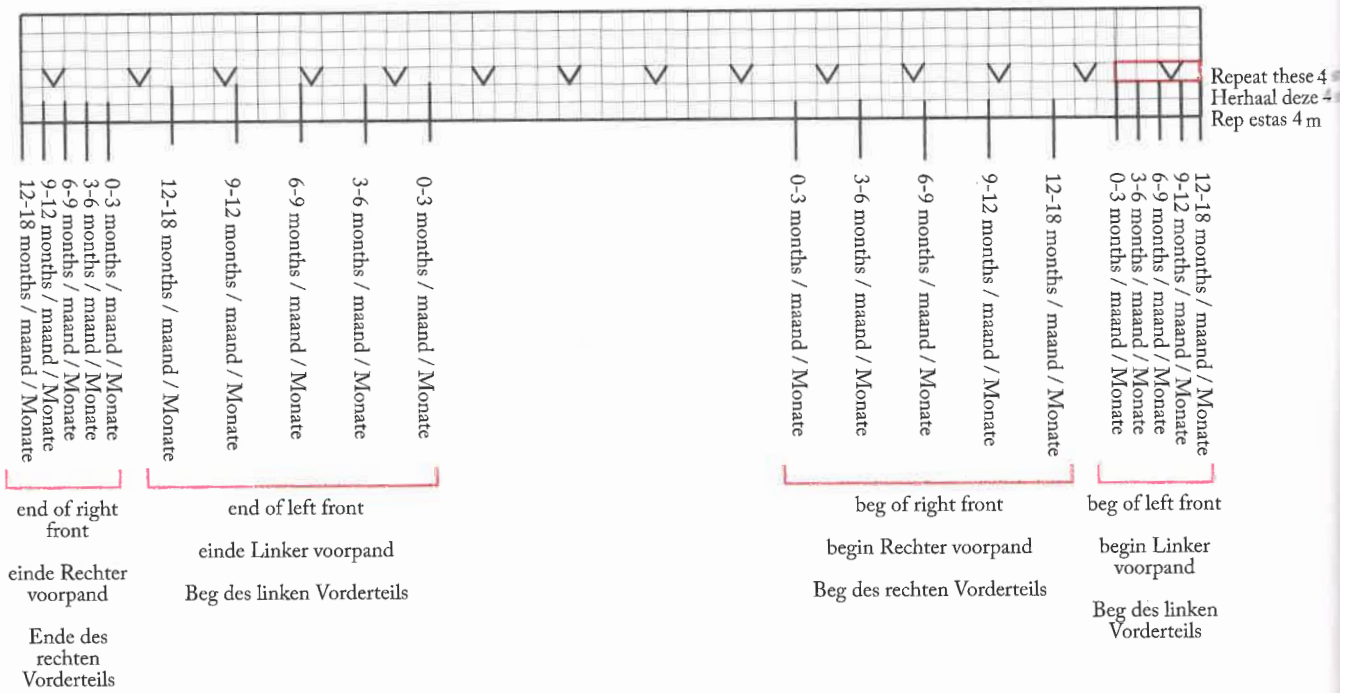 Repeat these 4
Herhaal deze 4
Rep estas 4 m
12-18 months / maand / Monate
9-12 months / maand / Monate
6-9 months / maand / Monate
3-6 months / maand / Monate
0-3 months / maand / Monate
12-18 months / maand / Monate
9-12 months / maand / Monate
6-9 months / maand / Monate
3-6 months / maand / Monate
0-3 months / maand / Monate
0-3 months / maand / Monate
3-6 months / maand / Monate
6-9 months / maand / Monate
9-12 months / maand / Monate
12-18 months / maand / Monate
0-3 months / maand / Monate
3-6 months / maand / Monate
6-9 months / maand / Monate
9-12 months / maand / Monate
12-18 months / maand / Monate
end of right
front
einde Rechter
voorpand
Ende des
rechten
Vorderteils
end of left front
einde Linker voorpand
Beg des linken Vorderteils
beg of right front
begin Rechter voorpand
Beg des rechten Vorderteils
beg of left front
begin Linker
voorpand
Beg des linken
Vorderteils